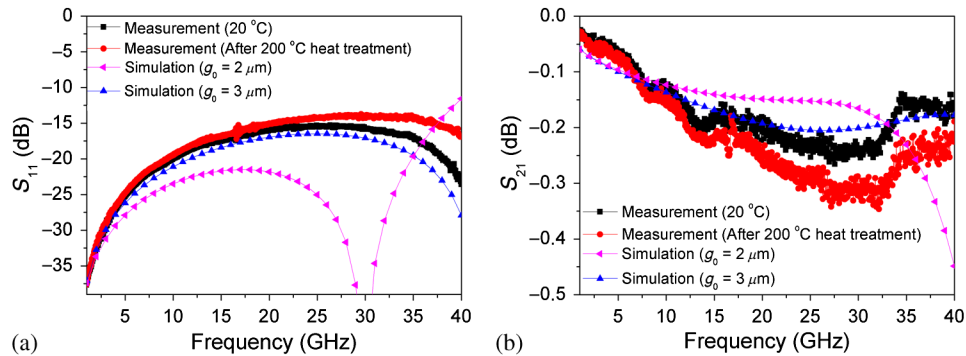 0
−5
−10
−15
−20
−25
−30
−35
S11 (dB)
Measurement (20 °C)
Measurement (After 200 °C heat treatment)
Simulation (g0 = 2 μm)
Simulation (g0 = 3 μm)
5 10 15 20 25 30 35 40
Frequency (GHz)
(a)
0.0
−0.1
−0.2
−0.3
−0.4
−0.5
S21 (dB)
Measurement (20 °C)
Measurement (After 200 °C heat treatment)
Simulation (g0 = 2 μm)
Simulation (g0 = 3 μm)
5 10 15 20 25 30 35 40
Frequency (GHz)
(b)